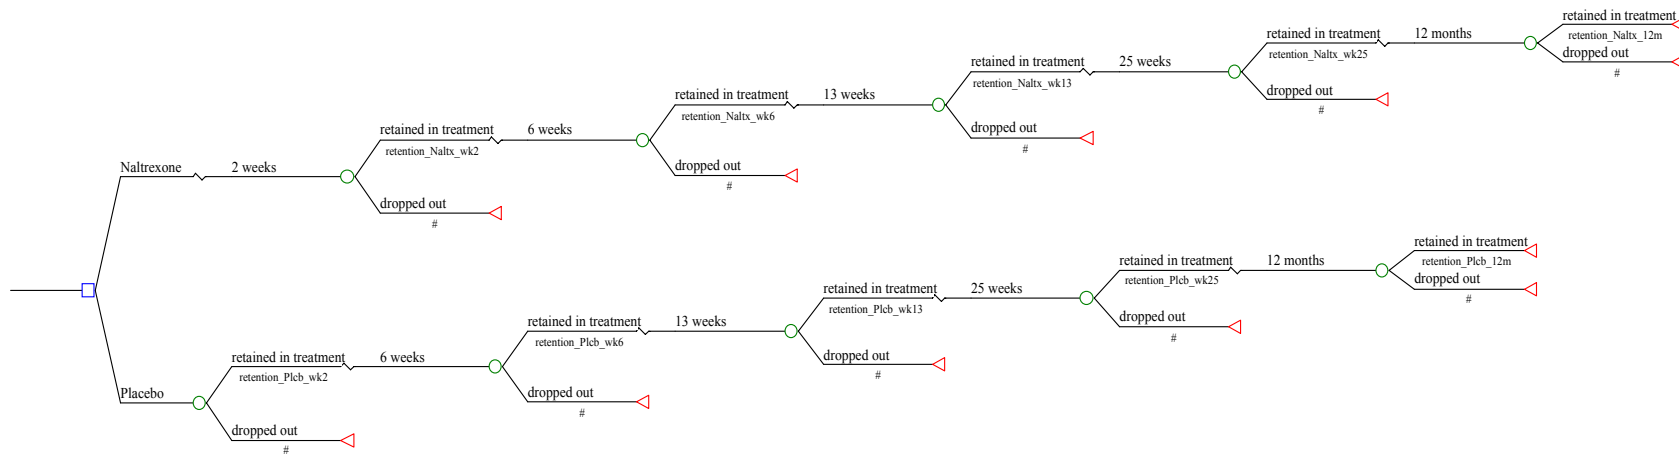 Naltrexone
2 weeks
retained in treatment
retention_Naltx_wk2
dropped out
#
6 weeks
retained in treatment
retention_Naltx_wk6
dropped out
#
13 weeks
retained in treatment
retention_Naltx_wk13
dropped out
#
25 weeks
retained in treatment
retention_Naltx_wk25
dropped out
#
12 months
retained in treatment
retention_Naltx_12m
dropped out
#
Placebo
retained in treatment
retention_Plcb_wk2
dropped out
#
6 weeks
retained in treatment
retention_Plcb_wk6
dropped out
#
13 weeks
retained in treatment
retention_Plcb_wk13
dropped out
#
25 weeks
retained in treatment
retention_Plcb_wk25
dropped out
#
12 months
retained in treatment
retention_Plcb_12m
dropped out
#